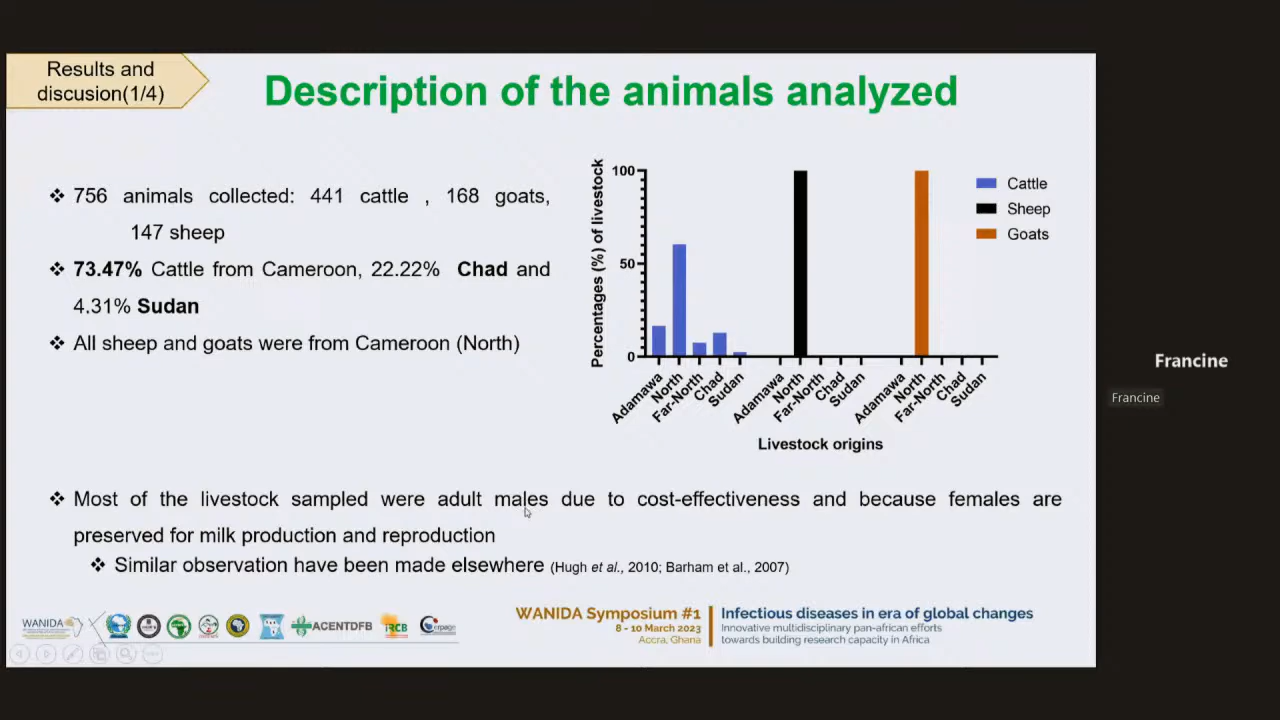 Results and
discusion(1/4)
Description of the animals analyzed
❖ 756 animals collected: 441 cattle , 168 goats,
147 sheep
❖ 73.47% Cattle from Cameroon, 22.22% Chad and
4.31% Sudan
❖ All sheep and goats were from Cameroon (North)
Percentages (%) of livestock
100
50
0
Adamawa North Far-North Chad Sudan Adamawa North Far-North Chad Sudan Adamawa North Far-North Chad Sudan
Livestock origins
Cattle
Sheep
Goats
❖ Most of the livestock sampled were adult males due to cost-effectiveness and because females are
preserved for milk production and reproduction
❖ Similar observation have been made elsewhere (Hugh et al., 2010; Barham et al., 2007)
WANIDA
ACENTDFB
RCB
WANIDA Symposium #1
8 - 10 March 2023
Accra, Ghana
Infectious diseases in era of global changes
Innovative multidisciplinary pan-african efforts
towards building research capacity in Africa
Francine
Francine